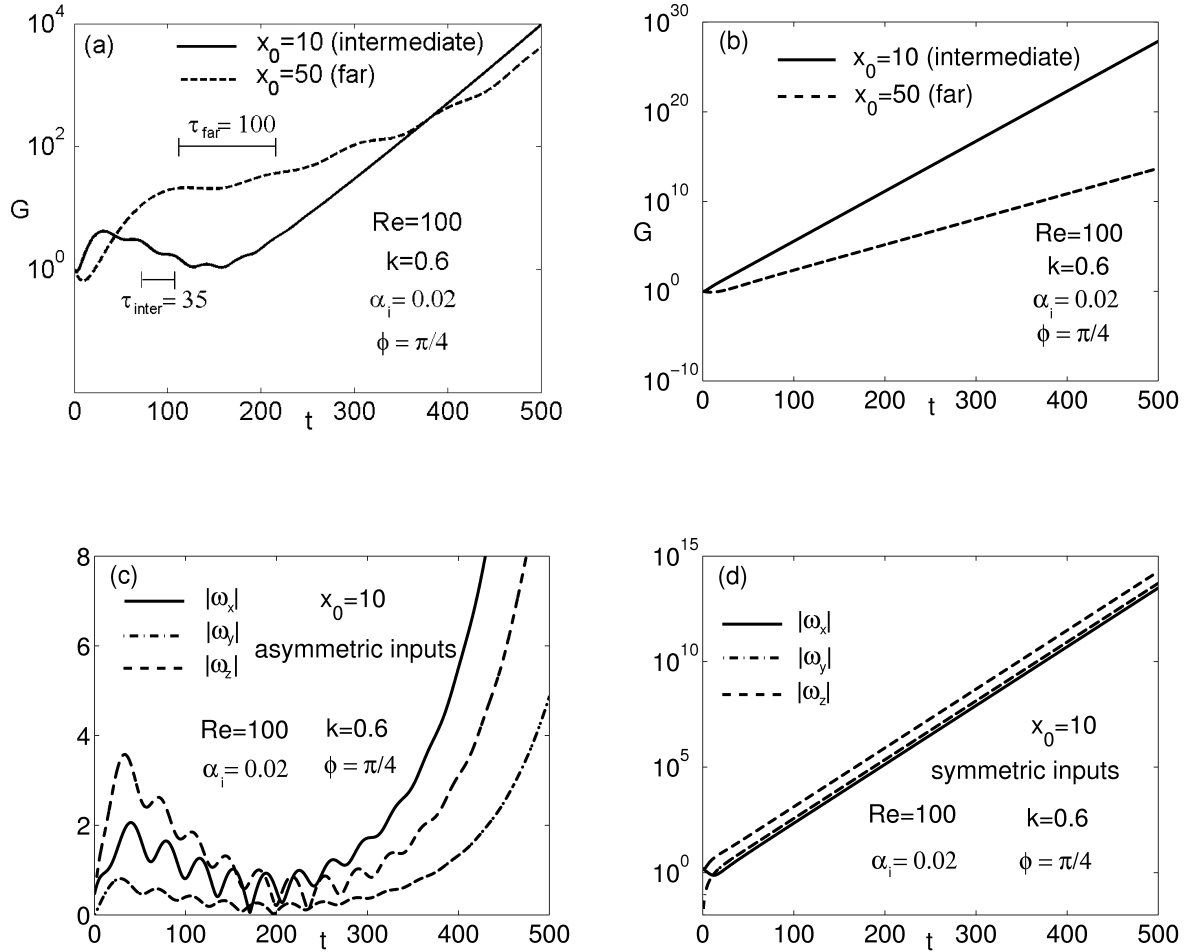 (a)
x0=10 (intermediate)
x0=50 (far)
τfar= 100
τinter= 35
Re=100
k=0.6
αi= 0.02
ϕ = π/4
G
10^4
10^2
10^0
0 100 200 300 400 500
t
(b)
x0=10 (intermediate)
x0=50 (far)
Re=100
k=0.6
αi= 0.02
ϕ = π/4
G
10^30
10^20
10^10
10^0
10^−10
0 100 200 300 400 500
t
(c)
|ωx|
|ωy|
|ωz|
x0=10
asymmetric inputs
Re=100 k=0.6
αi= 0.02 ϕ = π/4
8
6
4
2
0
0 100 200 300 400 500
t
(d)
|ωx|
|ωy|
|ωz|
x0=10
symmetric inputs
Re=100 k=0.6
αi= 0.02 ϕ = π/4
10^15
10^10
10^5
10^0
0 100 200 300 400 500
t